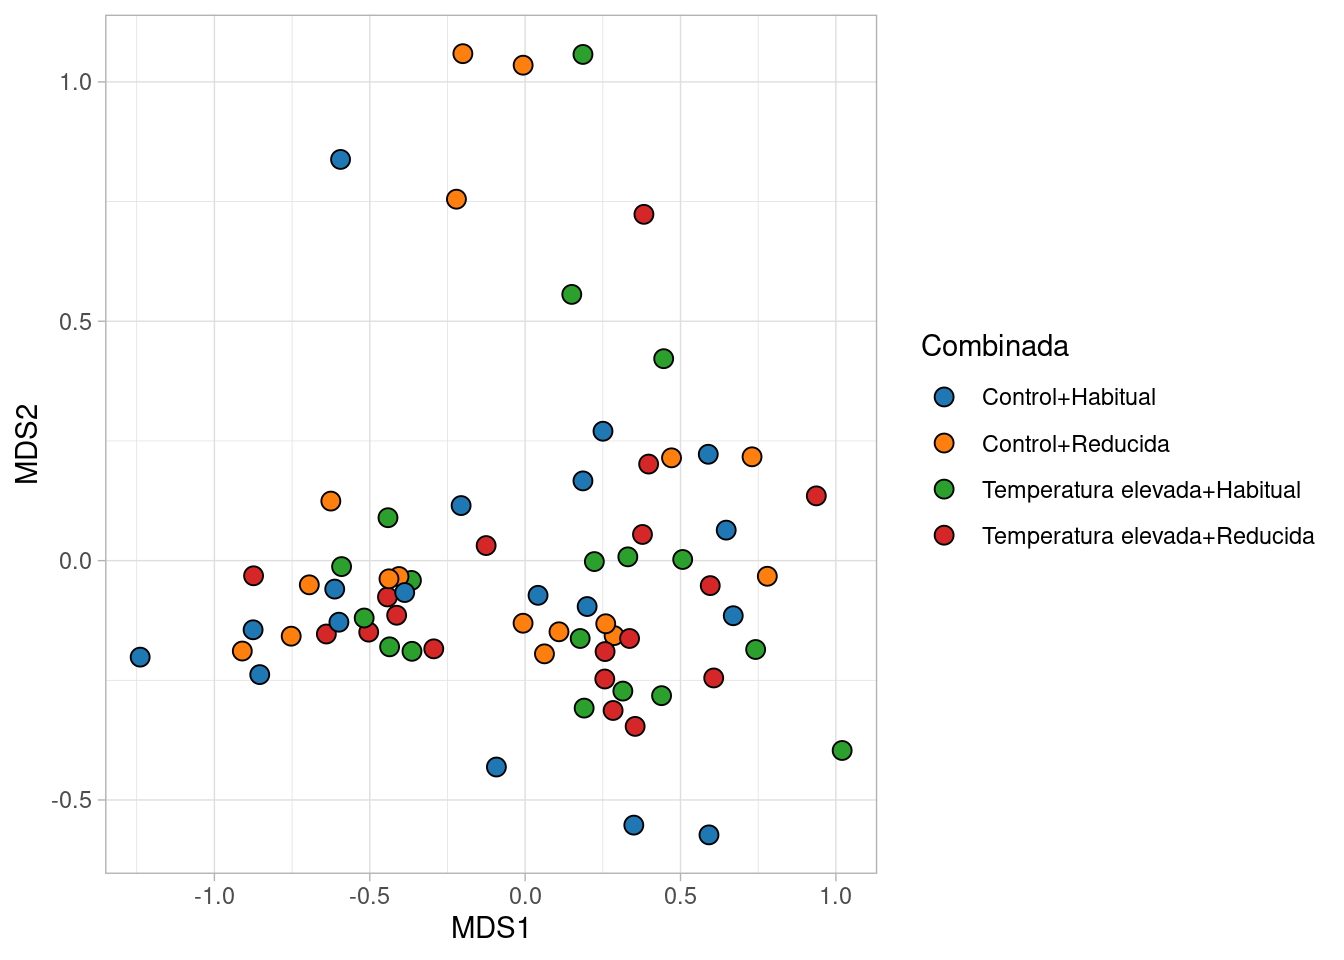 1.0
0.5
0.0
-0.5
MDS2
-1.0
-0.5
0.0
0.5
1.0
MDS1
Combinada
Control+Habitual
Control+Reducida
Temperatura elevada+Habitual
Temperatura elevada+Reducida